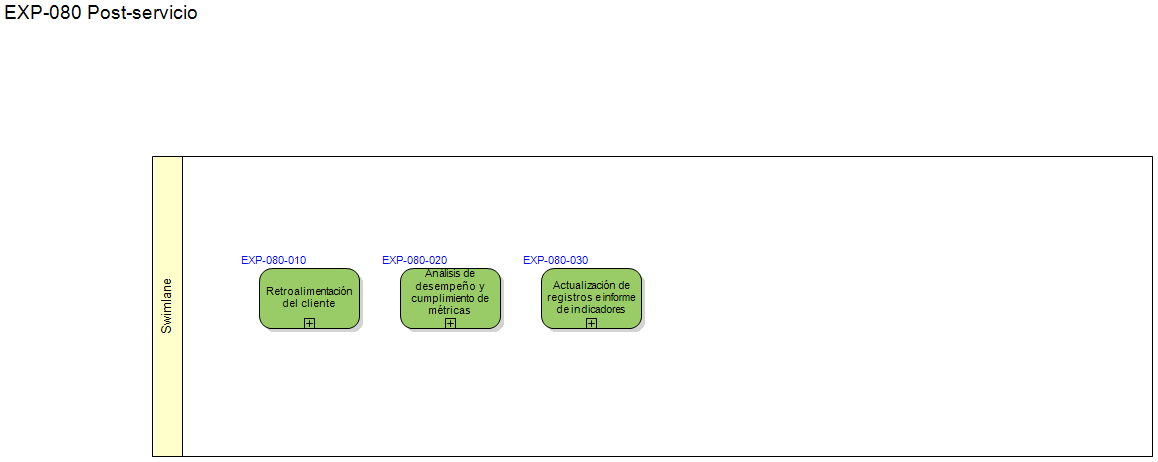 EXP-080 Post-servicio
EXP-080-010
EXP-080-020
EXP-080-030
Swimlane
Retroalimentación
del cliente
Análisis de
desempeño y
cumplimiento de
métricas
Actualización de
registros e informe
de indicadores